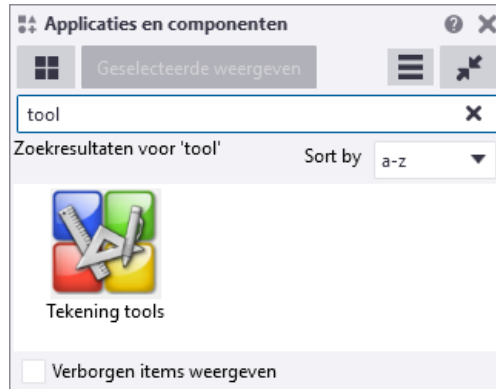 Applicaties en componenten
Geselecteerde weergeven
tool
Zoekresultaten voor 'tool'
Sort by a-z
Tekening tools
Verborgen items weergeven